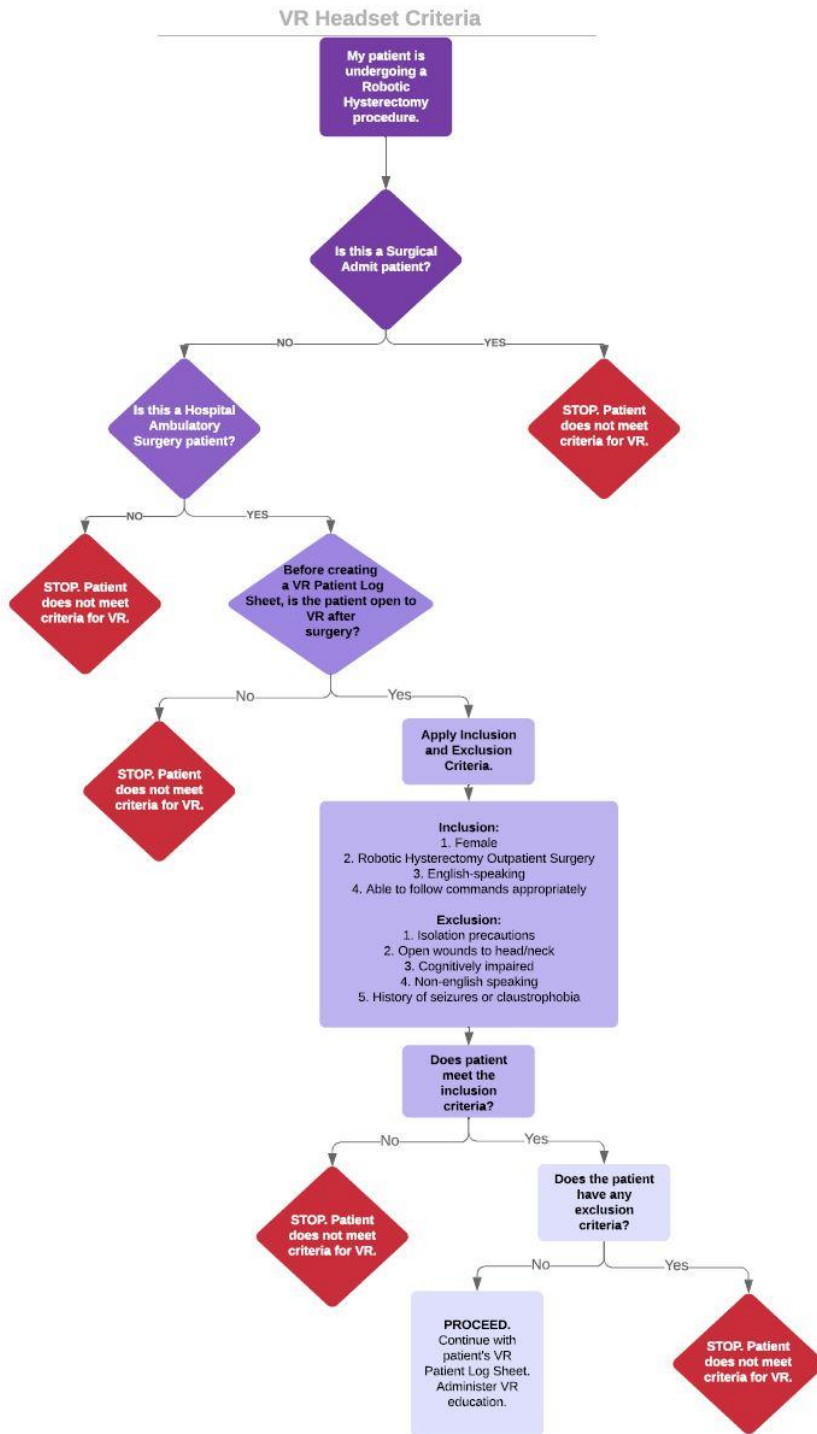 VR Headset Criteria
My patient is
undergoing a
Robotic
Hysterectomy
procedure.
Is this a Surgical
Admit patient?
NO
YES
Is this a Hospital
Ambulatory
Surgery patient?
STOP. Patient
does not meet
criteria for VR.
NO
YES
STOP. Patient
does not meet
criteria for VR.
Before creating
a VR Patient Log
Sheet, is the patient open to
VR after
surgery?
No
Yes
STOP. Patient
does not meet
criteria for VR.
Apply Inclusion
and Exclusion
Criteria.
Inclusion:
1. Female
2. Robotic Hysterectomy Outpatient Surgery
3. English-speaking
4. Able to follow commands appropriately
Exclusion:
1. Isolation precautions
2. Open wounds to head/neck
3. Cognitively impaired
4. Non-english speaking
5. History of seizures or claustrophobia
Does patient
meet the
inclusion
criteria?
No
Yes
STOP. Patient
does not meet
criteria for VR.
Does the patient
have any
exclusion
criteria?
No
Yes
PROCEED.
Continue with
patient's VR
Patient Log Sheet.
Administer VR
education.
STOP. Patient
does not meet
criteria for VR.